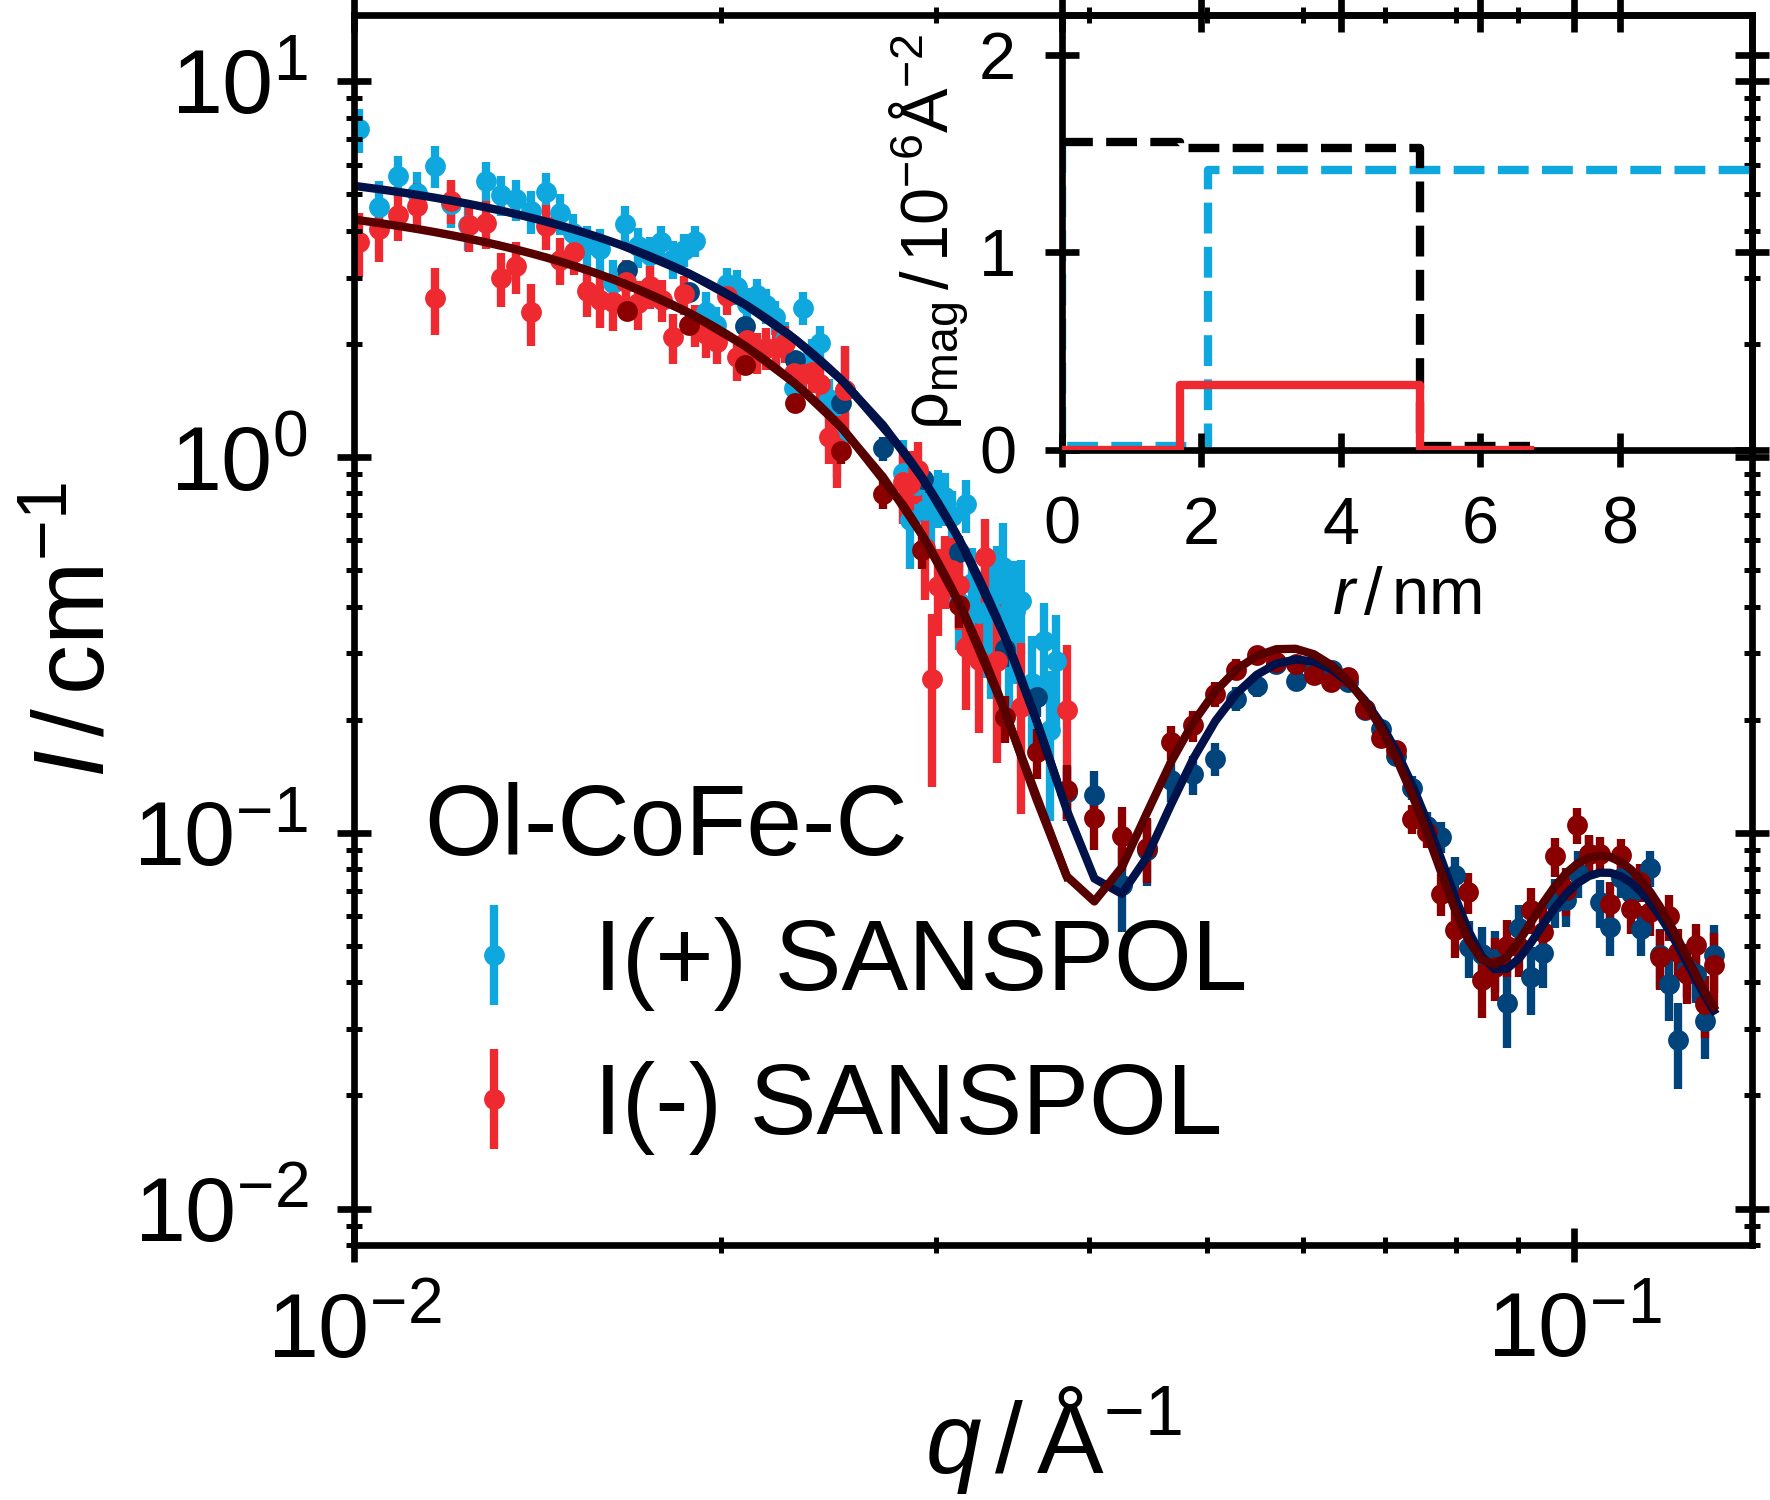 10¹
10⁰
10⁻¹
10⁻²
I / cm⁻¹
10⁻²
10⁻¹
q / Å⁻¹
Ol-CoFe-C
I(+) SANSPOL
I(-) SANSPOL
ρmag / 10⁻⁶Å⁻²
2
1
0
0 2 4 6 8
r / nm